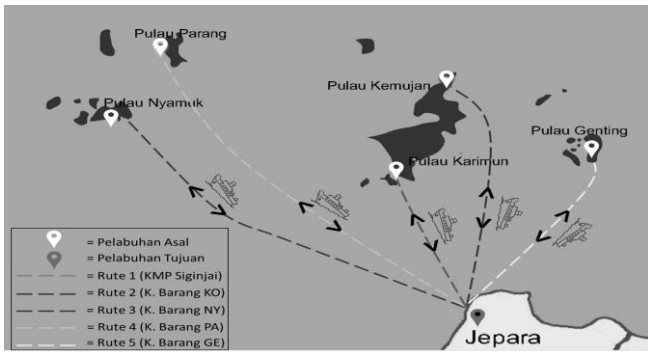 Pulau Parang
Pulau Kemujan
Pulau Nyamuk
Pulau Genting
Pulau Karimun
= Pelabuhan Asal
= Pelabuhan Tujuan
= Rute 1 (KMP Siginjai)
= Rute 2 (K. Barang KO)
= Rute 3 (K. Barang NY)
= Rute 4 (K. Barang PA)
= Rute 5 (K. Barang GE)
Jepara